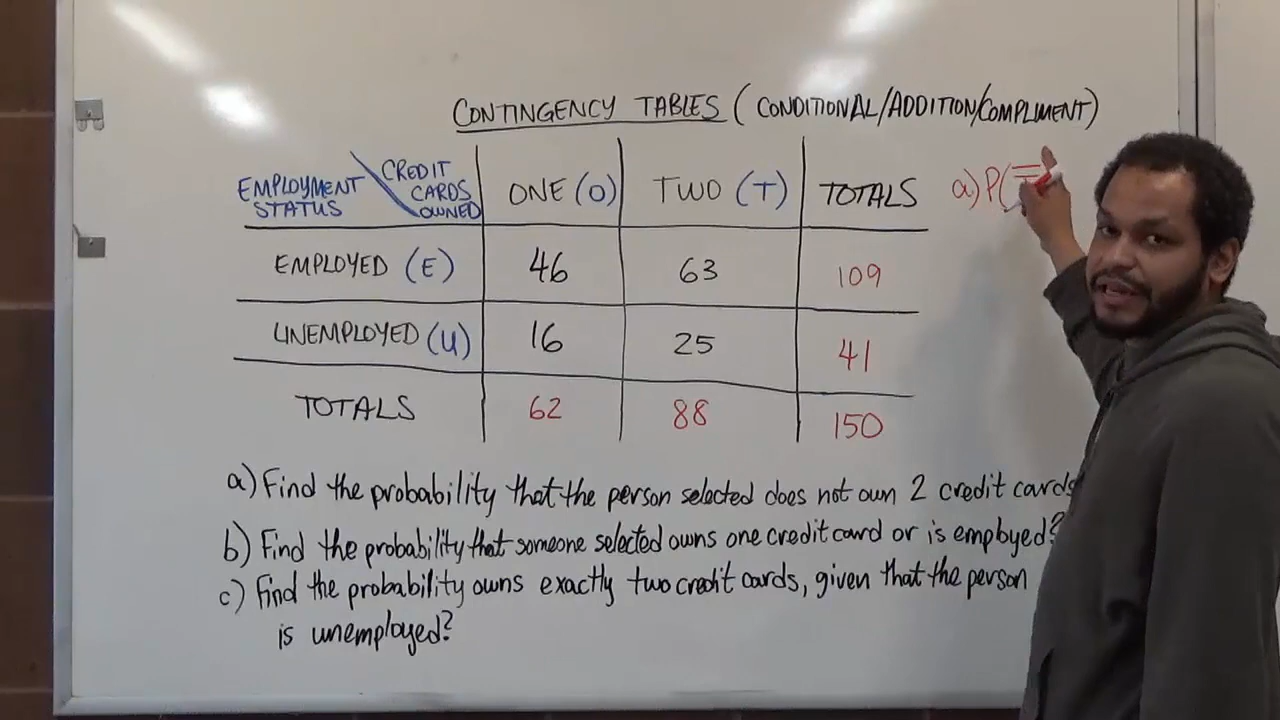 CONTINGENCY TABLES (CONDITIONAL/ADDITION/COMPLIMENT)
EMPLOYMENT STATUS \ CREDIT CARDS OWNED ONE (O) TWO (T) TOTALS
EMPLOYED (E) 46 63 109
UNEMPLOYED (U) 16 25 41
TOTALS 62 88 150
a) P(
a) Find the probability that the person selected does not own 2 credit cards
b) Find the probability that someone selected owns one credit card or is employed?
c) Find the probability owns exactly two credit cards, given that the person
is unemployed?